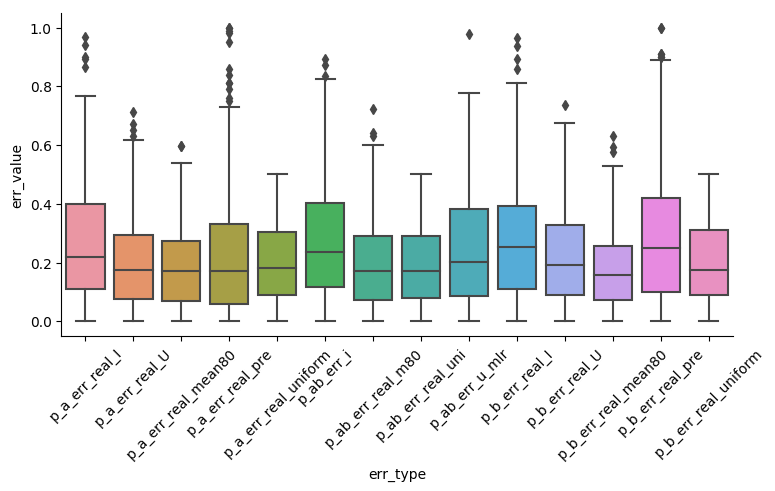 1.0
0.8
0.6
0.4
0.2
0.0
err_value
p_a_err_real_l
p_a_err_real_U
p_a_err_real_mean80
p_a_err_real_pre
p_a_err_real_uniform
p_ab_err_i
p_ab_err_real_m80
p_ab_err_real_uni
p_ab_err_u_mlr
p_b_err_real_l
p_b_err_real_U
p_b_err_real_mean80
p_b_err_real_pre
p_b_err_real_uniform
err_type